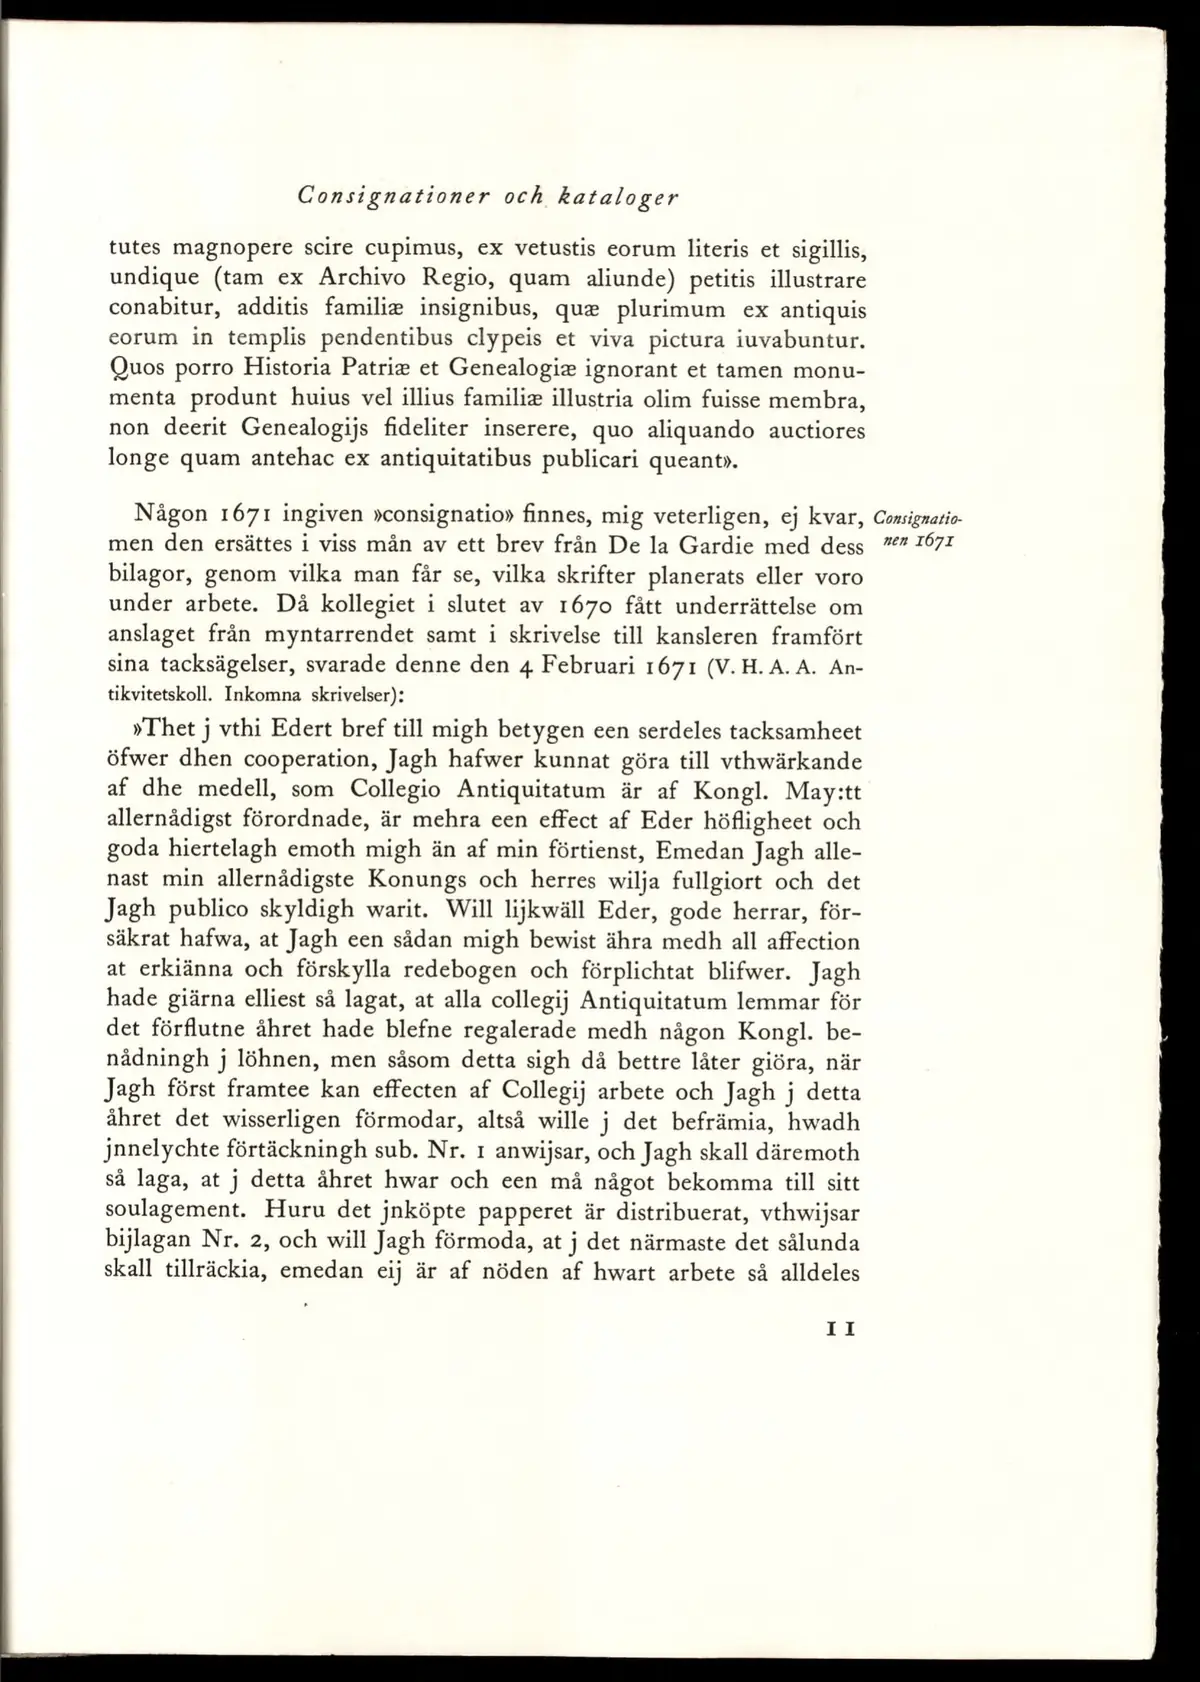 Consignationer och kataloger
tutes magnopere scire cupimus, ex vetustis eorum literis et sigillis,
undique (tam ex Archivo Regio, quam aliunde) petitis illustrare
conabitur, additis familiæ insignibus, quæ plurimum ex antiquis
eorum in templis pendentibus clypeis et viva pictura iuvabuntur.
Quos porro Historia Patriæ et Genealogiæ ignorant et tamen monu-
menta produnt huius vel illius familiæ illustria olim fuisse membra,
non deerit Genealogijs fideliter inserere, quo aliquando auctiores
longe quam antehac ex antiquitatibus publicari queant».
Någon 1671 ingiven »consignatio» finnes, mig veterligen, ej kvar,
Consignatio-
nen 1671
men den ersättes i viss mån av ett brev från De la Gardie med dess
bilagor, genom vilka man får se, vilka skrifter planerats eller voro
under arbete. Då kollegiet i slutet av 1670 fått underrättelse om
anslaget från myntarrendet samt i skrivelse till kansleren framfört
sina tacksägelser, svarade denne den 4 Februari 1671 (V. H. A. A. An-
tikvitetskoll. Inkomna skrivelser):
»Thet j vthi Edert bref till migh betygen een serdeles tacksamheet
öfwer dhen cooperation, Jagh hafwer kunnat göra till vthwärkande
af dhe medell, som Collegio Antiquitatum är af Kongl. May:tt
allernådigst förordnade, är mehra een effect af Eder höfligheet och
goda hiertelagh emoth migh än af min förtienst, Emedan Jagh alle-
nast min allernådigste Konungs och herres wilja fullgiort och det
Jagh publico skyldigh warit. Will lijkwäll Eder, gode herrar, för-
säkrat hafwa, at Jagh een sådan migh bewist ähra medh all affection
at erkiänna och förskylla redebogen och förplichtat blifwer. Jagh
hade giärna elliest så lagat, at alla collegij Antiquitatum lemmar för
det förflutne åhret hade blefne regalerade medh någon Kongl. be-
nådningh j löhnen, men såsom detta sigh då bettre låter giöra, när
Jagh först framtee kan effecten af Collegij arbete och Jagh j detta
åhret det wisserligen förmodar, altså wille j det befrämia, hwadh
jnnelychte förtäckningh sub. Nr. 1 anwijsar, och Jagh skall däremoth
så laga, at j detta åhret hwar och een må något bekomma till sitt
soulagement. Huru det jnköpte papperet är distribuerat, vthwijsar
bijlagan Nr. 2, och will Jagh förmoda, at j det närmaste det sålunda
skall tillräckia, emedan eij är af nöden af hwart arbete så alldeles
11